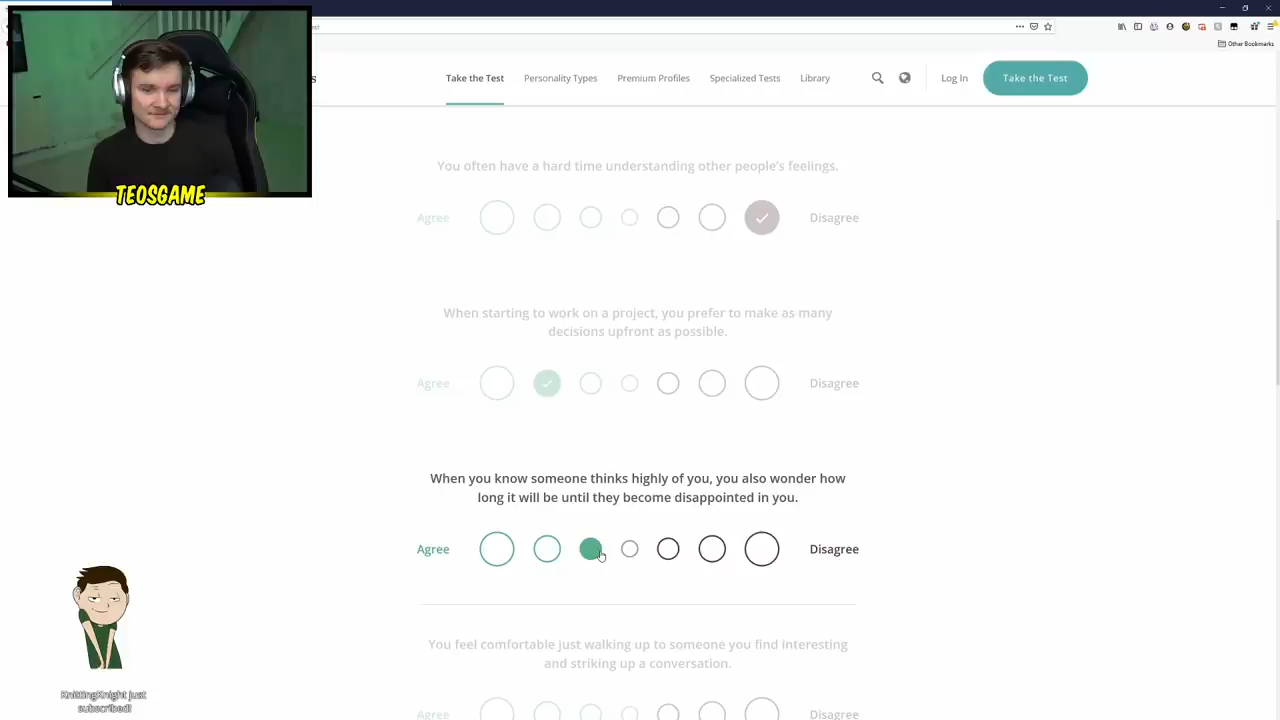 Other Bookmarks
Take the Test
Personality Types
Premium Profiles
Specialized Tests
Library
Log In
Take the Test
TEOSGAME
You often have a hard time understanding other people's feelings.
Agree
Disagree
When starting to work on a project, you prefer to make as many
decisions upfront as possible.
Agree
Disagree
When you know someone thinks highly of you, you also wonder how
long it will be until they become disappointed in you.
Agree
Disagree
You feel comfortable just walking up to someone you find interesting
and striking up a conversation.
Agree
Disagree
KnittingKnight just
subscribed!